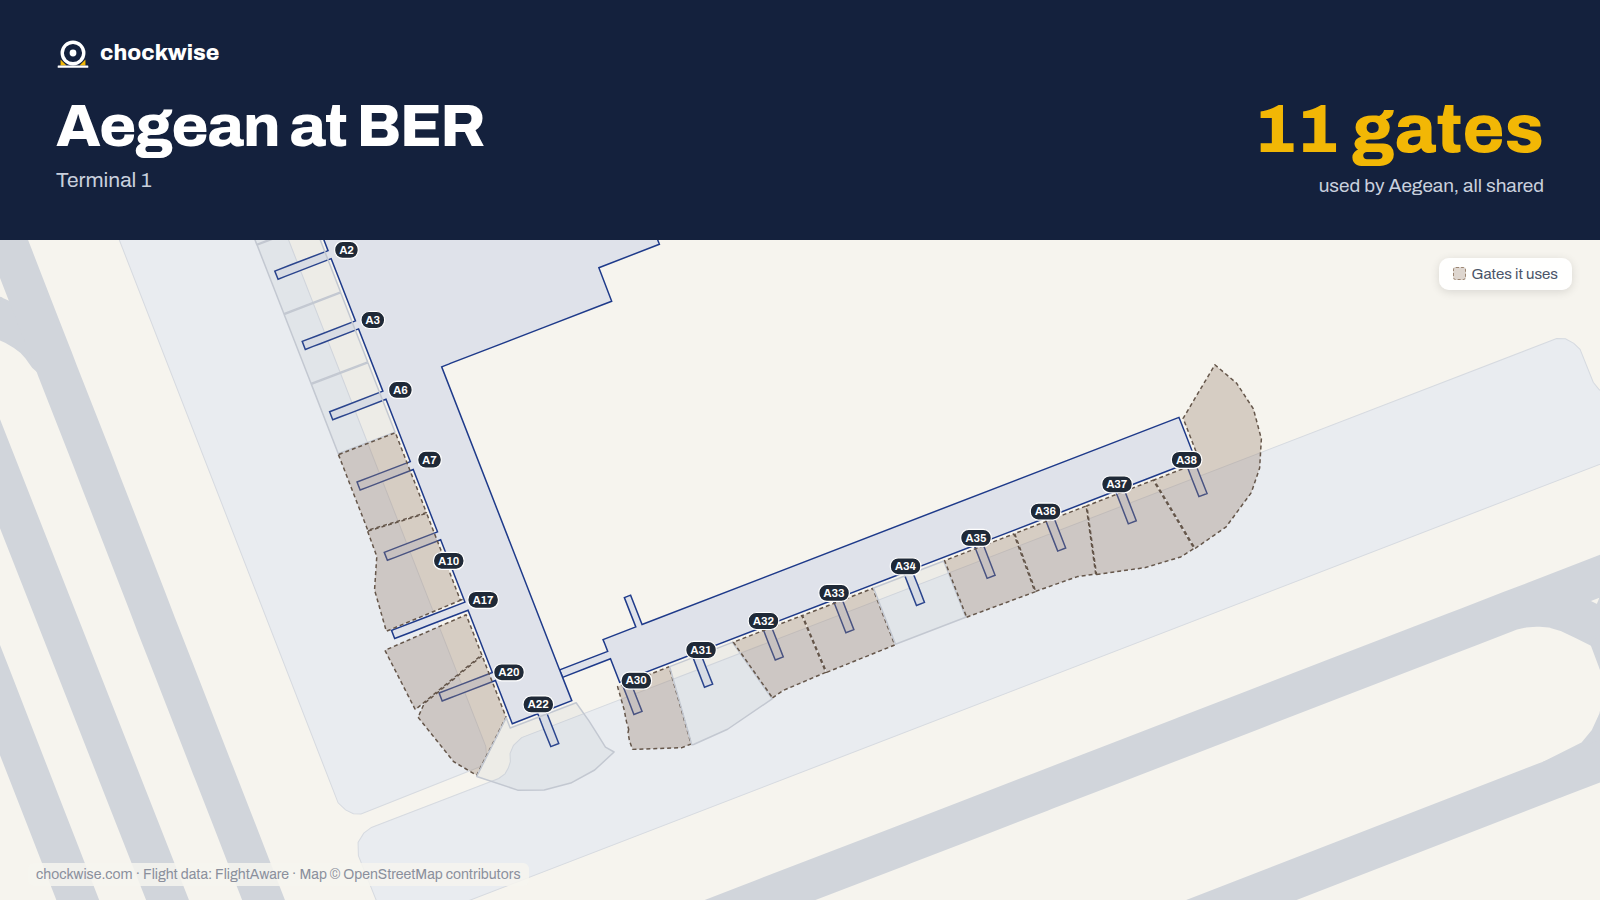 chockwise
Aegean at BER
Terminal 1
11 gates
used by Aegean, all shared
Gates it uses
A2
A3
A6
A7
A10
A17
A20
A22
A30
A31
A32
A33
A34
A35
A36
A37
A38
chockwise.com · Flight data: FlightAware · Map © OpenStreetMap contributors